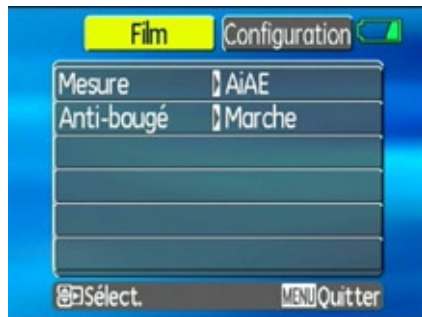 Film Configuration
Mesure AiAE
Anti-bougé Marche
Sélect. MENU Quitter